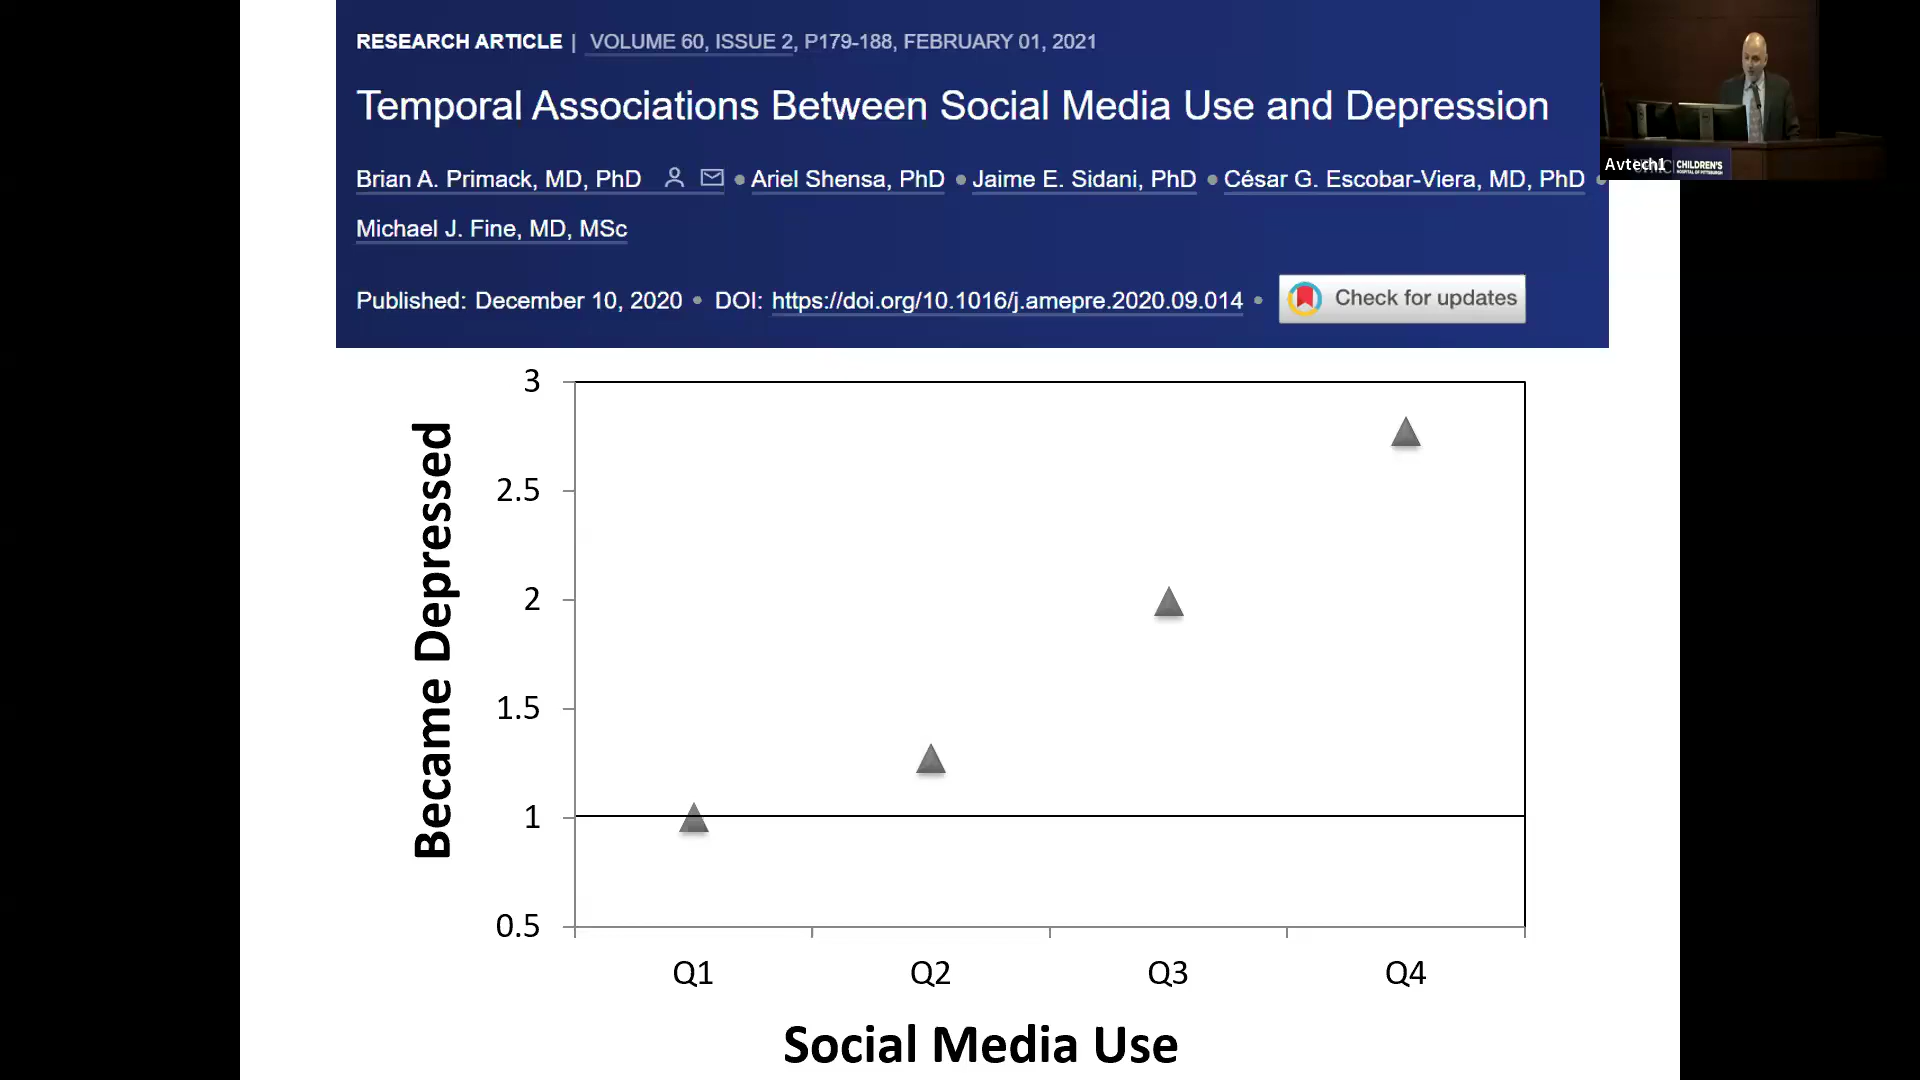 RESEARCH ARTICLE | VOLUME 60, ISSUE 2, P179-188, FEBRUARY 01, 2021
Temporal Associations Between Social Media Use and Depression
Brian A. Primack, MD, PhD • Ariel Shensa, PhD • Jaime E. Sidani, PhD • César G. Escobar-Viera, MD, PhD •
Michael J. Fine, MD, MSc
Published: December 10, 2020 • DOI: https://doi.org/10.1016/j.amepre.2020.09.014 •
Check for updates
Avtech1
CHILDREN'S
HOSPITAL OF PITTSBURGH
Became Depressed
3
2.5
2
1.5
1
0.5
Q1 Q2 Q3 Q4
Social Media Use